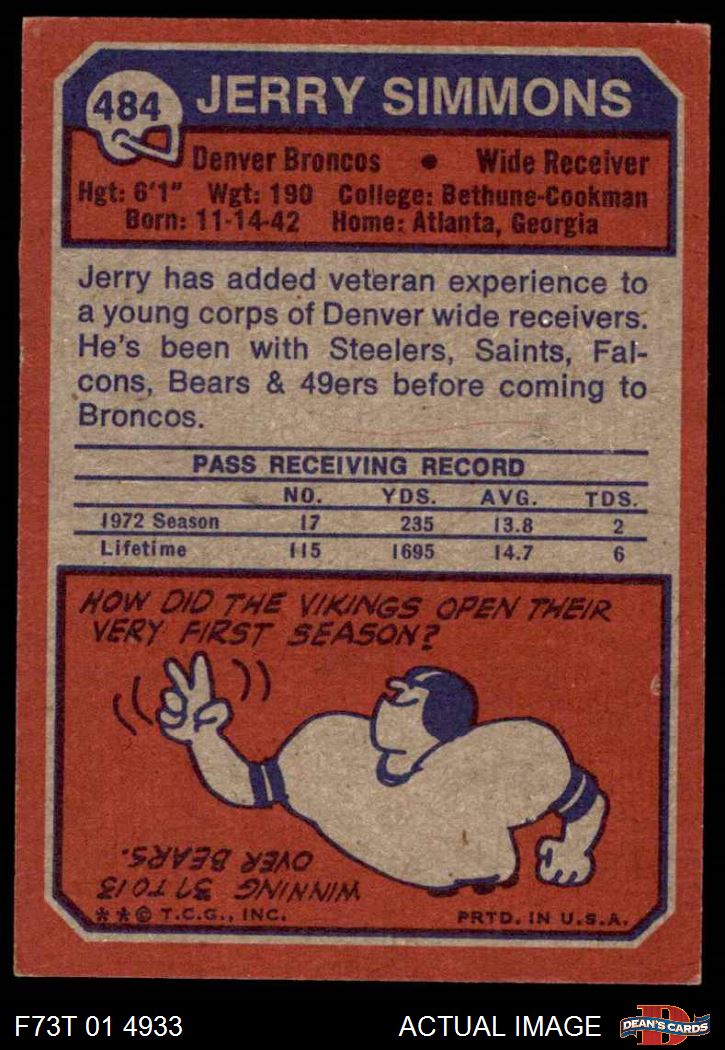 484 JERRY SIMMONS
Denver Broncos • Wide Receiver
Hgt: 6'1" Wgt: 190 College: Bethune-Cookman
Born: 11-14-42 Home: Atlanta, Georgia
Jerry has added veteran experience to
a young corps of Denver wide receivers.
He's been with Steelers, Saints, Fal-
cons, Bears & 49ers before coming to
Broncos.
PASS RECEIVING RECORD
NO. YDS. AVG. TDS.
1972 Season 17 235 13.8 2
Lifetime 115 1695 14.7 6
HOW DID THE VIKINGS OPEN THEIR
VERY FIRST SEASON?
WINNING 37 TO 13
OVER BEARS.
**© T.C.G., INC. PRTD. IN U.S.A.
F73T 01 4933 ACTUAL IMAGE
D
DEAN'S CARDS